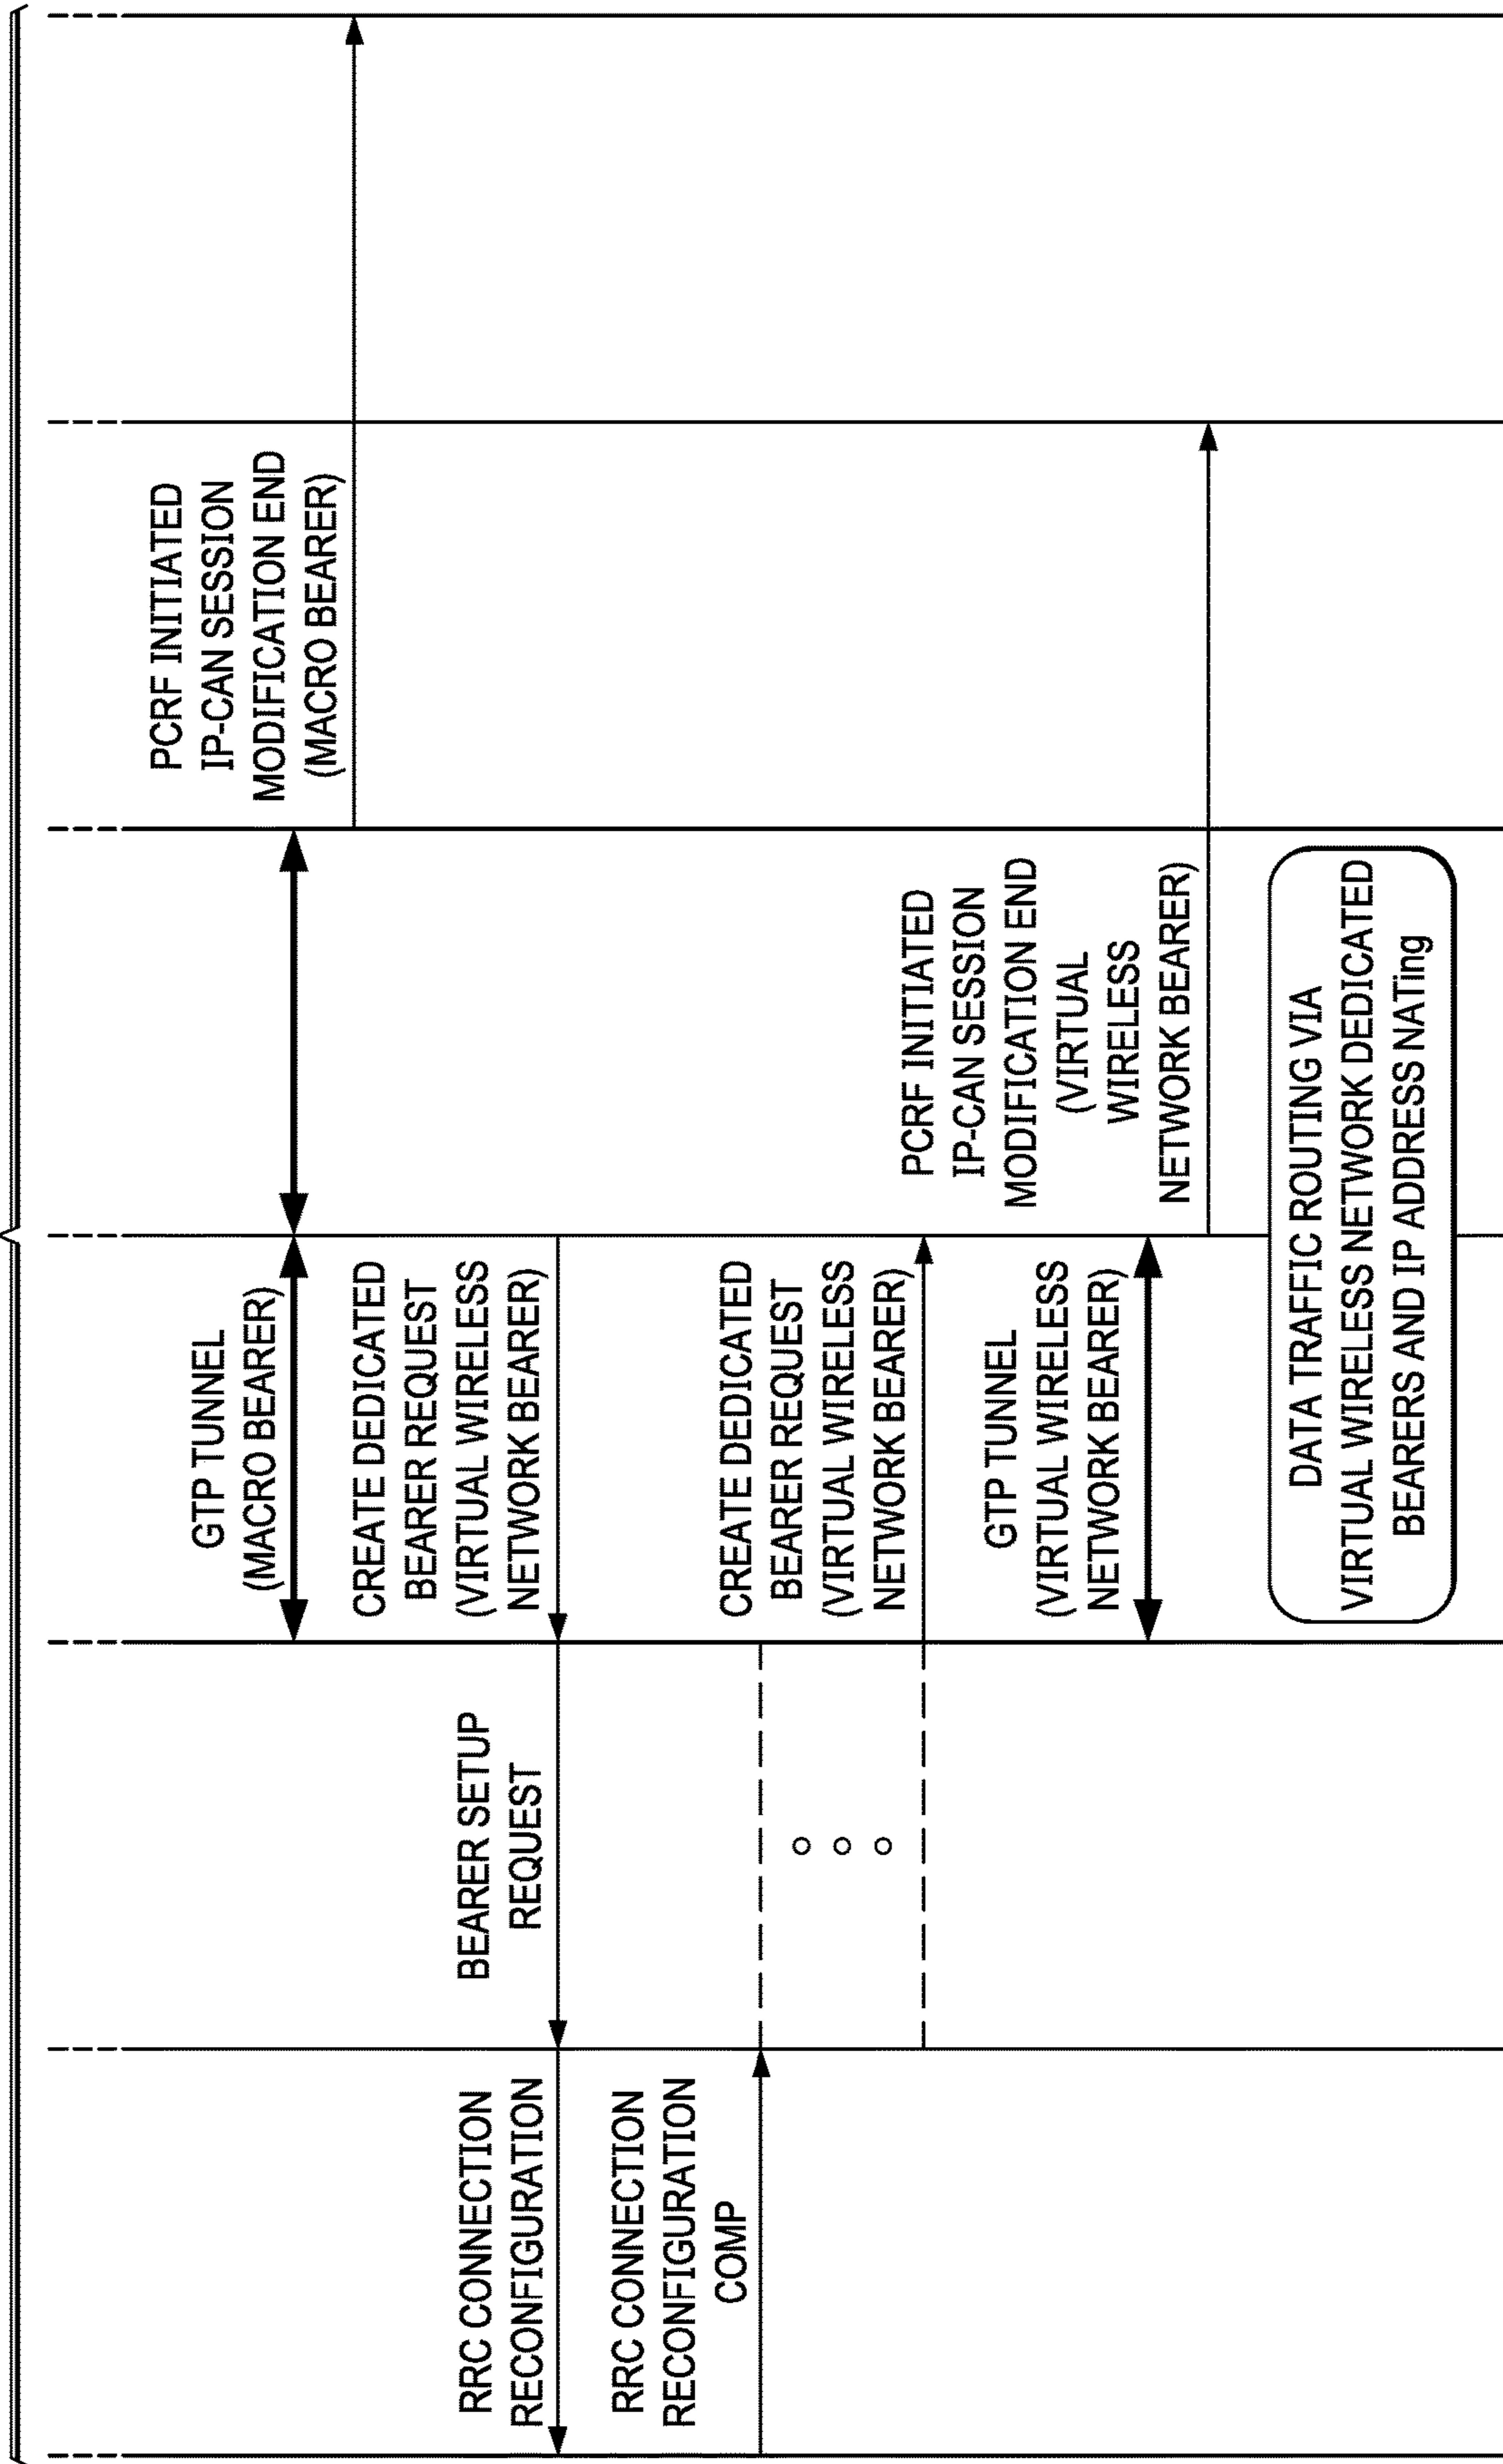 PCRF INITIATED
IP-CAN SESSION
MODIFICATION END
(MACRO BEARER)
GTP TUNNEL
(MACRO BEARER)
CREATE DEDICATED
BEARER REQUEST
(VIRTUAL WIRELESS
NETWORK BEARER)
BEARER SETUP
REQUEST
RRC CONNECTION
RECONFIGURATION
RRC CONNECTION
RECONFIGURATION
COMP
CREATE DEDICATED
BEARER REQUEST
(VIRTUAL WIRELESS
NETWORK BEARER)
PCRF INITIATED
IP-CAN SESSION
MODIFICATION END
(VIRTUAL
WIRELESS
NETWORK BEARER)
GTP TUNNEL
(VIRTUAL WIRELESS
NETWORK BEARER)
DATA TRAFFIC ROUTING VIA
VIRTUAL WIRELESS NETWORK DEDICATED
BEARERS AND IP ADDRESS NATing